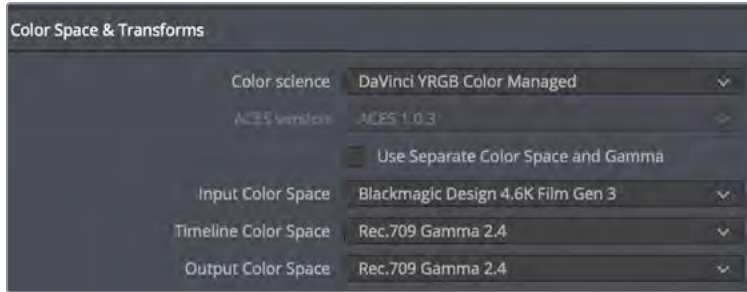 Color Space & Transforms
Color science DaVinci YRGB Color Managed
ACES version ACES 1.0.3
Use Separate Color Space and Gamma
Input Color Space Blackmagic Design 4.6K Film Gen 3
Timeline Color Space Rec.709 Gamma 2.4
Output Color Space Rec.709 Gamma 2.4